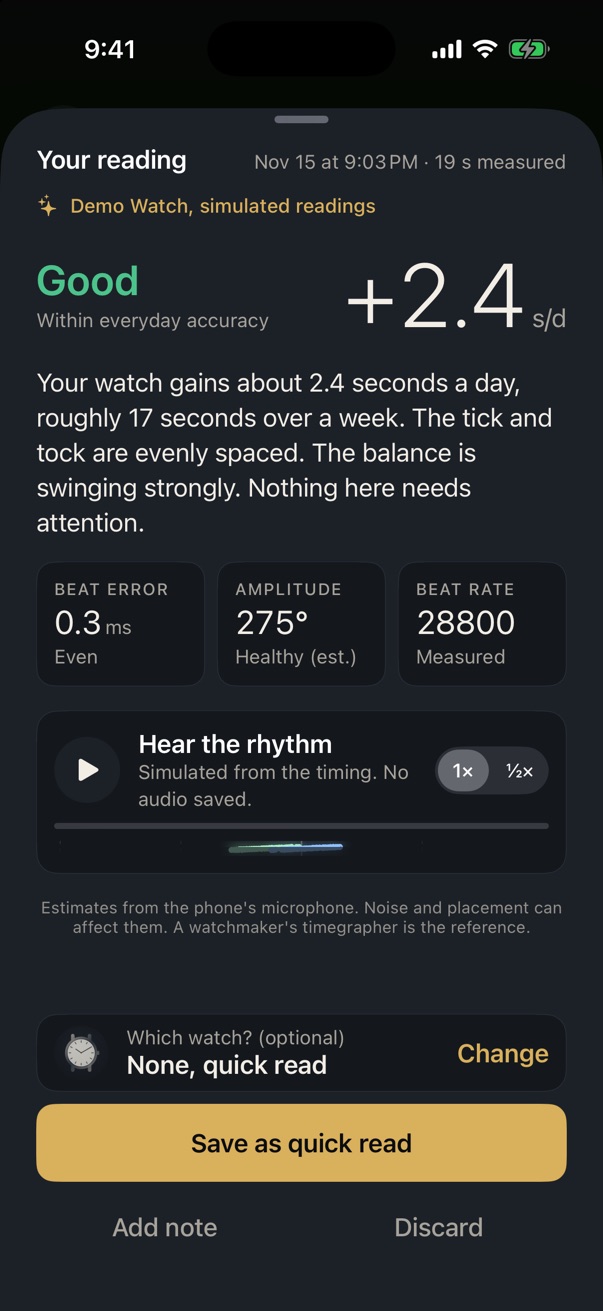 9:41
Your reading
Nov 15 at 9:03 PM · 19 s measured
Demo Watch, simulated readings
Good
+2.4 s/d
Within everyday accuracy
Your watch gains about 2.4 seconds a day,
roughly 17 seconds over a week. The tick and
tock are evenly spaced. The balance is
swinging strongly. Nothing here needs
attention.
BEAT ERROR
0.3 ms
Even
AMPLITUDE
275°
Healthy (est.)
BEAT RATE
28800
Measured
Hear the rhythm
Simulated from the timing. No
audio saved.
1x
½x
Estimates from the phone's microphone. Noise and placement can
affect them. A watchmaker's timegrapher is the reference.
Which watch? (optional)
None, quick read
Change
Save as quick read
Add note
Discard